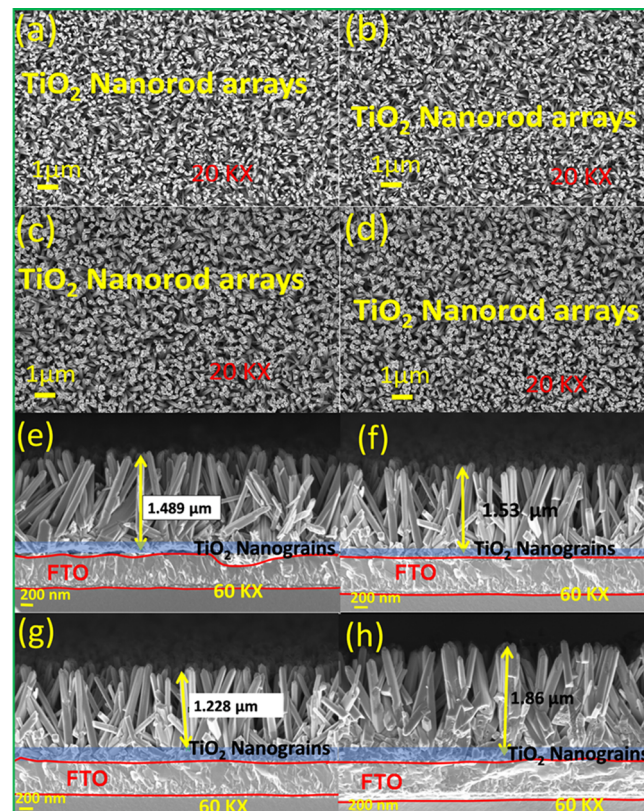 (a)
TiO₂ Nanorod arrays
1μm
20 KX
(b)
TiO₂ Nanorod arrays
1μm
20 KX
(c)
TiO₂ Nanorod arrays
1μm
20 KX
(d)
TiO₂ Nanorod arrays
1μm
20 KX
(e)
1.489 μm
TiO₂ Nanograins
FTO
200 nm
60 KX
(f)
1.53 μm
TiO₂ Nanograins
FTO
200 nm
60 KX
(g)
1.228 μm
TiO₂ Nanograins
FTO
200 nm
60 KX
(h)
1.86 μm
TiO₂ Nanograins
FTO
200 nm
60 KX